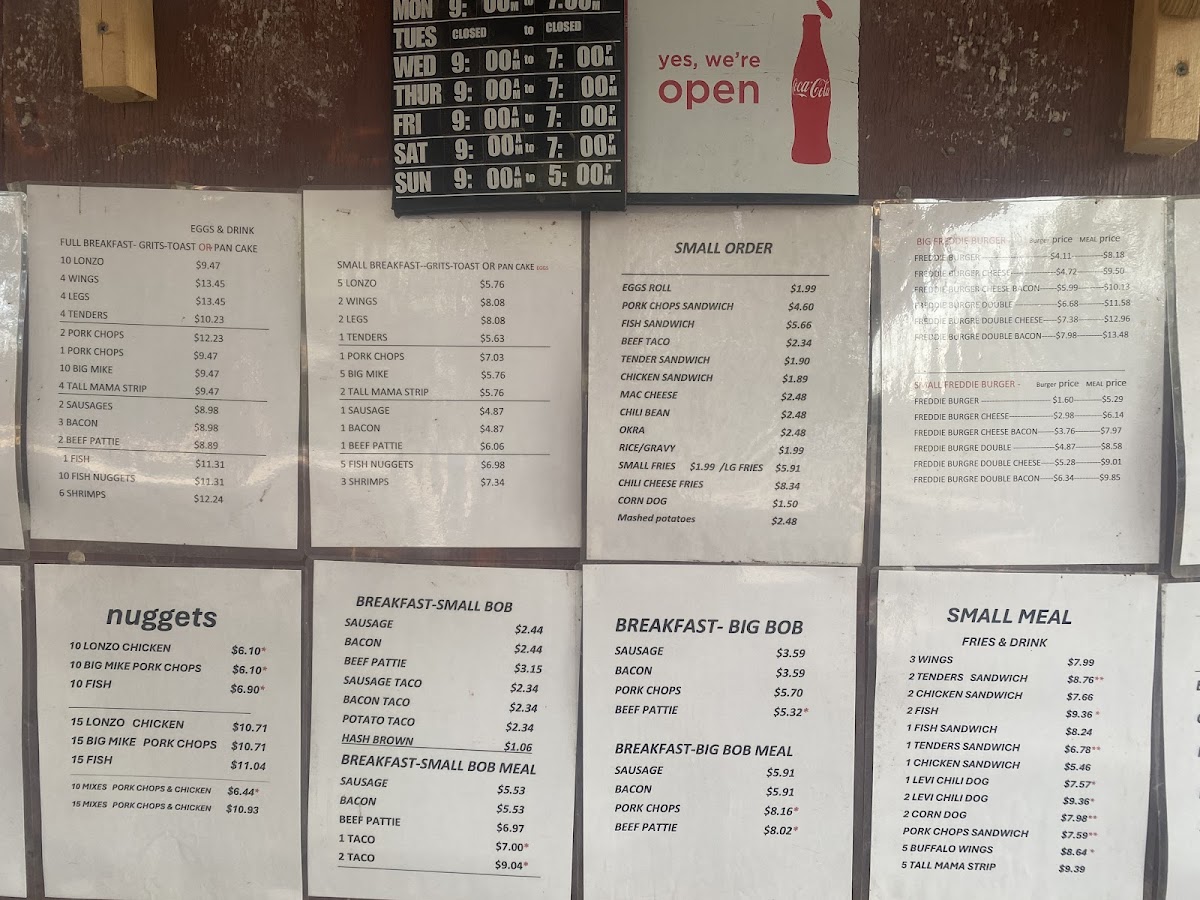 MON 9: 00AM to 7:00PM
TUES CLOSED to CLOSED
WED 9: 00AM to 7: 00PM
THUR 9: 00AM to 7: 00PM
FRI 9: 00AM to 7: 00PM
SAT 9: 00AM to 7: 00PM
SUN 9: 00AM to 5: 00PM
yes, we're
open
Coca-Cola
EGGS & DRINK
FULL BREAKFAST- GRITS-TOAST OR PAN CAKE
10 LONZO $9.47
4 WINGS $13.45
4 LEGS $13.45
4 TENDERS $10.23
2 PORK CHOPS $12.23
1 PORK CHOPS $9.47
10 BIG MIKE $9.47
4 TALL MAMA STRIP $9.47
2 SAUSAGES $8.98
3 BACON $8.98
2 BEEF PATTIE $8.89
1 FISH $11.31
10 FISH NUGGETS $11.31
6 SHRIMPS $12.24
SMALL BREAKFAST--GRITS-TOAST OR PAN CAKE EGGS
5 LONZO $5.76
2 WINGS $8.08
2 LEGS $8.08
1 TENDERS $5.63
1 PORK CHOPS $7.03
5 BIG MIKE $5.76
2 TALL MAMA STRIP $5.76
1 SAUSAGE $4.87
1 BACON $4.87
1 BEEF PATTIE $6.06
5 FISH NUGGETS $6.98
3 SHRIMPS $7.34
SMALL ORDER
EGGS ROLL $1.99
PORK CHOPS SANDWICH $4.60
FISH SANDWICH $5.66
BEEF TACO $2.34
TENDER SANDWICH $1.90
CHICKEN SANDWICH $1.89
MAC CHEESE $2.48
CHILI BEAN $2.48
OKRA $2.48
RICE/GRAVY $1.99
SMALL FRIES $1.99 /LG FRIES $5.91
CHILI CHEESE FRIES $8.34
CORN DOG $1.50
Mashed potatoes $2.48
BIG FREDDIE BURGER- Burger price MEAL price
FREDDIE BURGER---$4.11---$8.18
FREDDIE BURGER CHEESE---$4.72---$9.50
FREDDIE BURGER CHEESE BACON---$5.99---$10.13
FREDDIE BURGRE DOUBLE---$6.68---$11.58
FREDDIE BURGRE DOUBLE CHEESE---$7.38---$12.96
FREDDIE BURGRE DOUBLE BACON---$7.98---$13.48
SMALL FREDDIE BURGER - Burger price MEAL price
FREDDIE BURGER---$1.60---$5.29
FREDDIE BURGER CHEESE---$2.98---$6.14
FREDDIE BURGER CHEESE BACON---$3.76---$7.97
FREDDIE BURGRE DOUBLE---$4.87---$8.58
FREDDIE BURGRE DOUBLE CHEESE---$5.28---$9.01
FREDDIE BURGRE DOUBLE BACON---$6.34---$9.85
nuggets
10 LONZO CHICKEN $6.10*
10 BIG MIKE PORK CHOPS $6.10*
10 FISH $6.90*
15 LONZO CHICKEN $10.71
15 BIG MIKE PORK CHOPS $10.71
15 FISH $11.04
10 MIXES PORK CHOPS & CHICKEN $6.44*
15 MIXES PORK CHOPS & CHICKEN $10.93
BREAKFAST-SMALL BOB
SAUSAGE $2.44
BACON $2.44
BEEF PATTIE $3.15
SAUSAGE TACO $2.34
BACON TACO $2.34
POTATO TACO $2.34
HASH BROWN $1.06
BREAKFAST-SMALL BOB MEAL
SAUSAGE $5.53
BACON $5.53
BEEF PATTIE $6.97
1 TACO $7.00*
2 TACO $9.04*
BREAKFAST- BIG BOB
SAUSAGE $3.59
BACON $3.59
PORK CHOPS $5.70
BEEF PATTIE $5.32*
BREAKFAST-BIG BOB MEAL
SAUSAGE $5.91
BACON $5.91
PORK CHOPS $8.16*
BEEF PATTIE $8.02*
SMALL MEAL
FRIES & DRINK
3 WINGS $7.99
2 TENDERS SANDWICH $8.76**
2 CHICKEN SANDWICH $7.66
2 FISH $9.36 *
1 FISH SANDWICH $8.24
1 TENDERS SANDWICH $6.78**
1 CHICKEN SANDWICH $5.46
1 LEVI CHILI DOG $7.57*
2 LEVI CHILI DOG $9.36*
2 CORN DOG $7.98**
PORK CHOPS SANDWICH $7.59**
5 BUFFALO WINGS $8.64 *
5 TALL MAMA STRIP $9.39